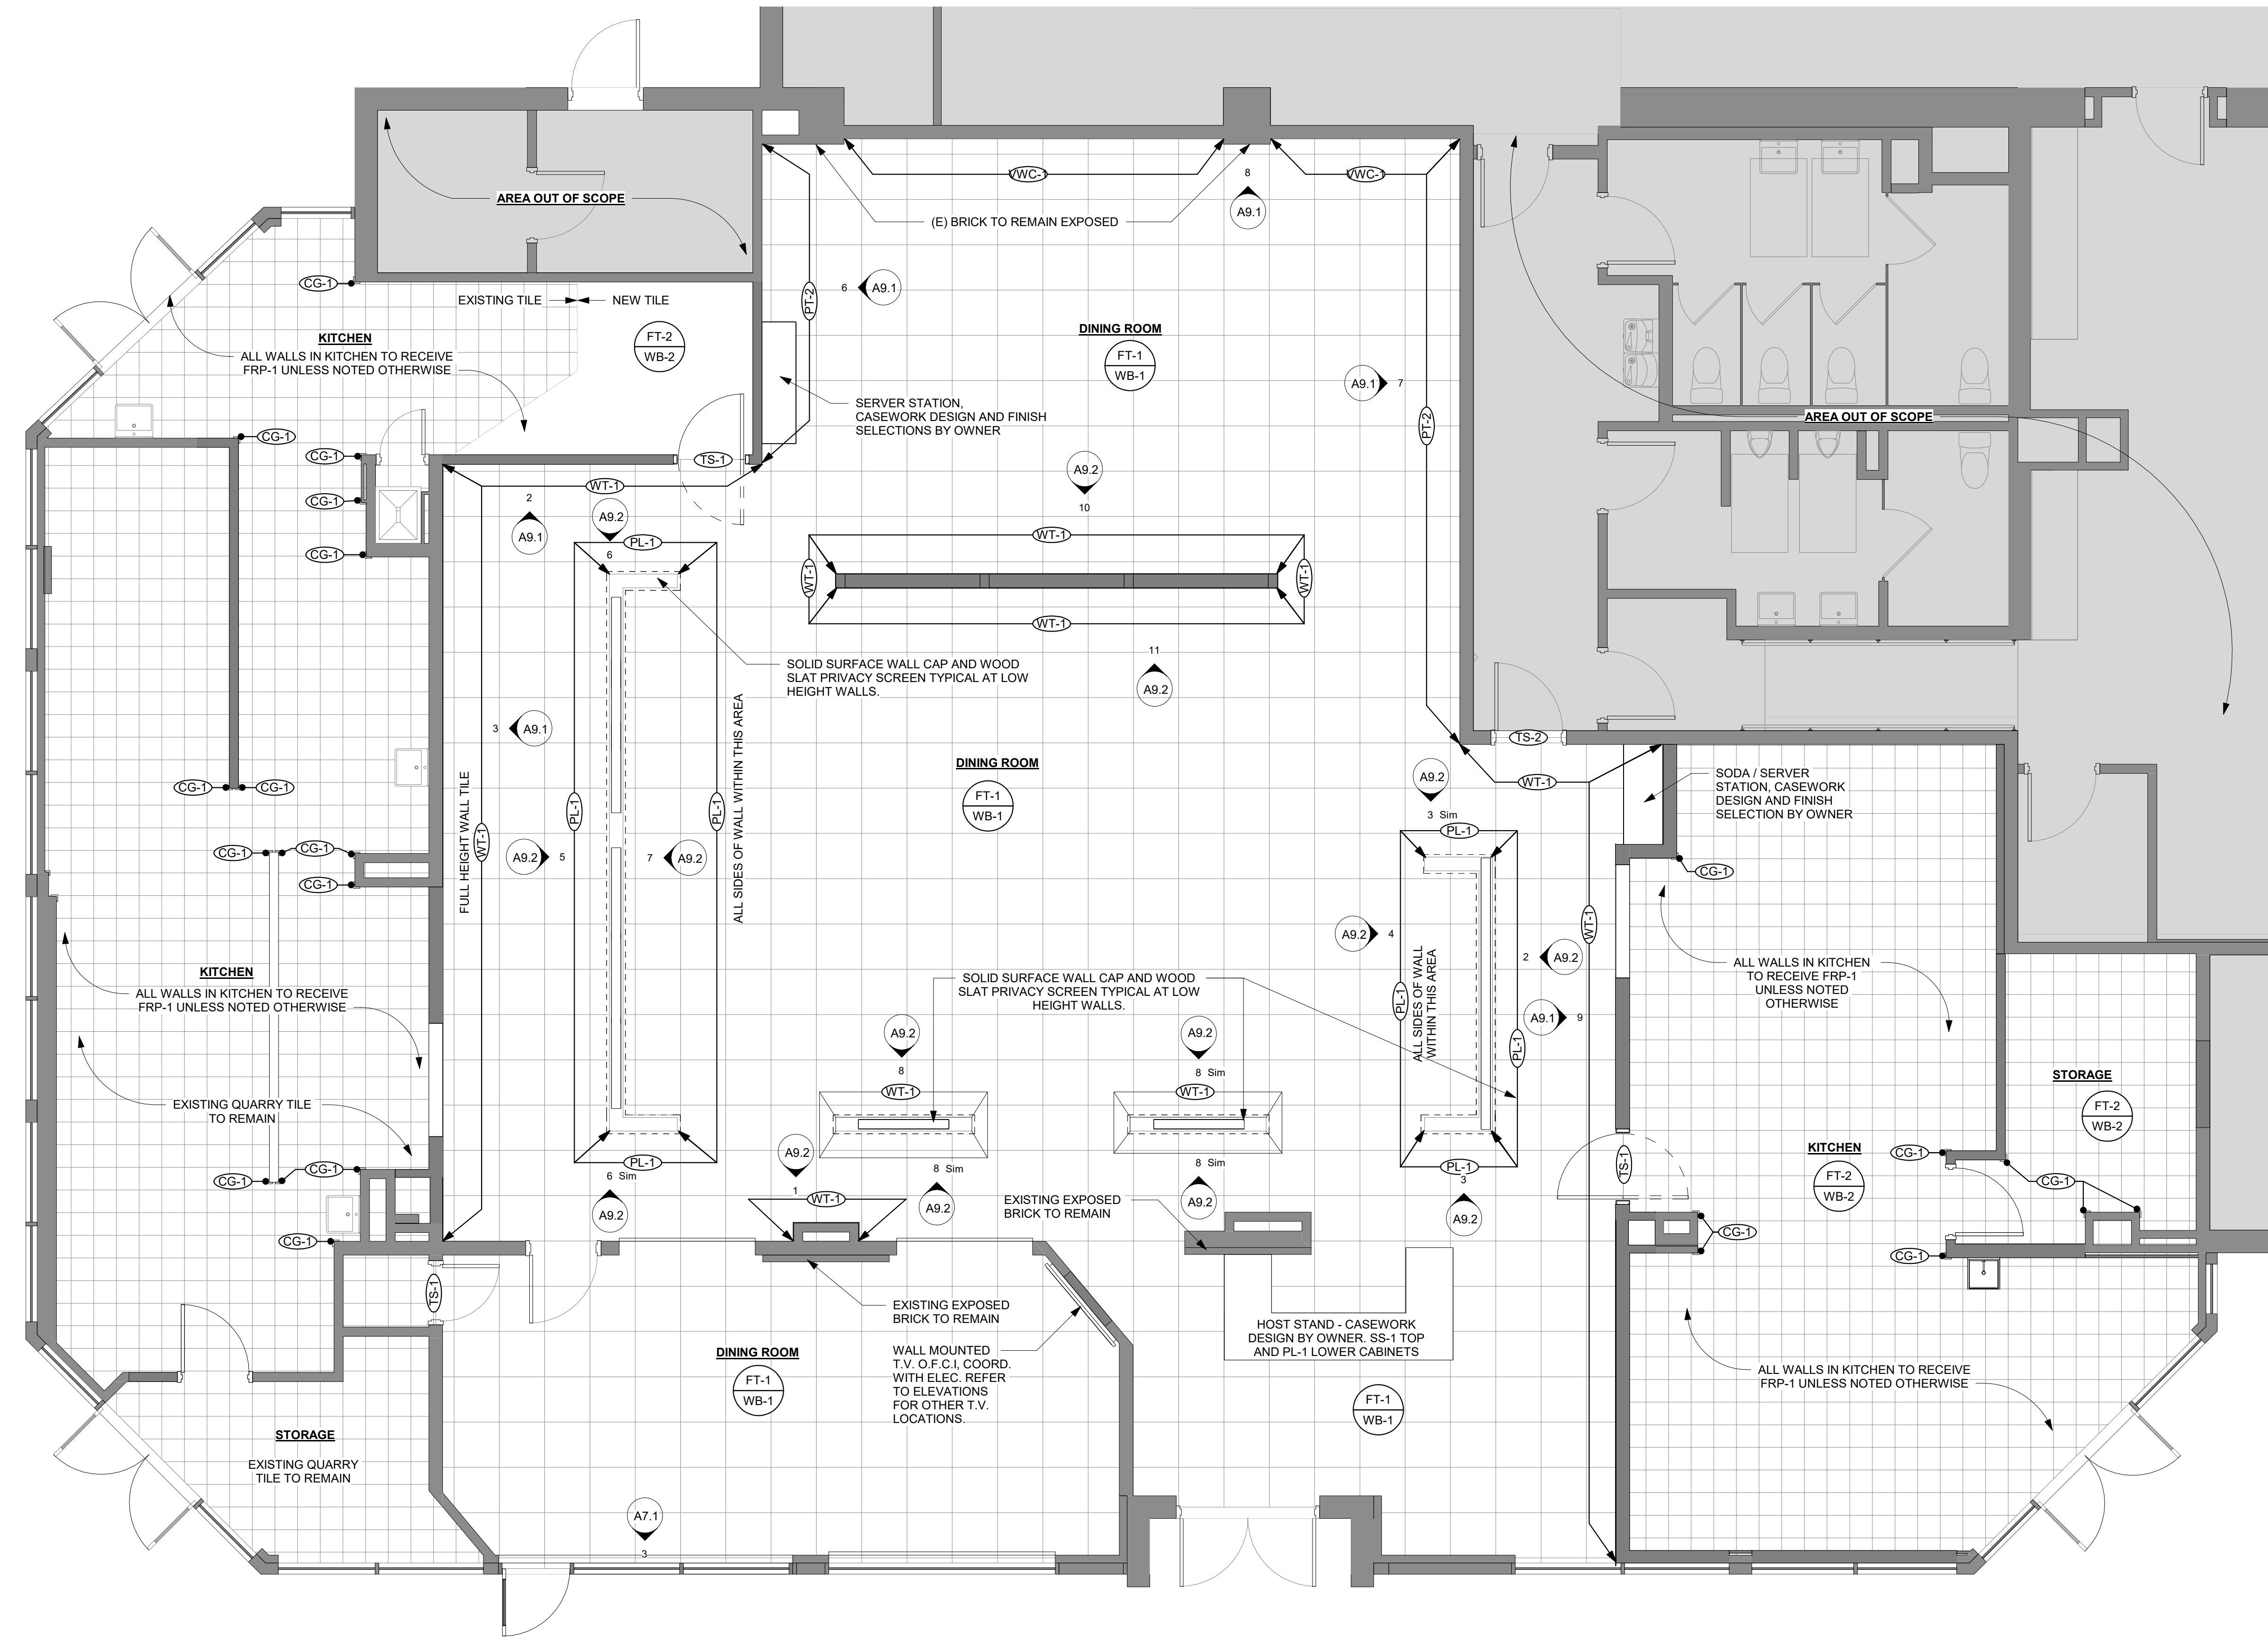 AREA OUT OF SCOPE
VWC-1
VWC-1
8
A9.1
(E) BRICK TO REMAIN EXPOSED
CG-1
EXISTING TILE
NEW TILE
PT-2
6
A9.1
KITCHEN
ALL WALLS IN KITCHEN TO RECEIVE
FRP-1 UNLESS NOTED OTHERWISE
FT-2
WB-2
DINING ROOM
FT-1
WB-1
A9.1
7
SERVER STATION,
CASEWORK DESIGN AND FINISH
SELECTIONS BY OWNER
PT-2
AREA OUT OF SCOPE
CG-1
CG-1
CG-1
CG-1
TS-1
WT-1
2
A9.1
A9.2
PL-1
6
A9.2
10
WT-1
WT-1
WT-1
WT-1
SOLID SURFACE WALL CAP AND WOOD
SLAT PRIVACY SCREEN TYPICAL AT LOW
HEIGHT WALLS.
11
A9.2
3
A9.1
FULL HEIGHT WALL TILE
WT-1
PL-1
PL-1
ALL SIDES OF WALL WITHIN THIS AREA
A9.2
5
7
A9.2
DINING ROOM
FT-1
WB-1
TS-2
WT-1
A9.2
3 Sim
PL-1
SODA / SERVER
STATION, CASEWORK
DESIGN AND FINISH
SELECTION BY OWNER
CG-1
CG-1
CG-1
CG-1
CG-1
CG-1
KITCHEN
ALL WALLS IN KITCHEN TO RECEIVE
FRP-1 UNLESS NOTED OTHERWISE
EXISTING QUARRY TILE
TO REMAIN
A9.2
4
PL-1
ALL SIDES OF WALL
WITHIN THIS AREA
2
A9.2
A9.1
9
PL-1
WT-1
ALL WALLS IN KITCHEN
TO RECEIVE FRP-1
UNLESS NOTED
OTHERWISE
SOLID SURFACE WALL CAP AND WOOD
SLAT PRIVACY SCREEN TYPICAL AT LOW
HEIGHT WALLS.
A9.2
8
WT-1
A9.2
8 Sim
WT-1
STORAGE
FT-2
WB-2
KITCHEN
FT-2
WB-2
CG-1
CG-1
CG-1
CG-1
TS-1
CG-1
CG-1
CG-1
PL-1
6 Sim
A9.2
A9.2
1
WT-1
8 Sim
A9.2
8 Sim
A9.2
EXISTING EXPOSED
BRICK TO REMAIN
PL-1
3
A9.2
TS-1
EXISTING EXPOSED
BRICK TO REMAIN
WALL MOUNTED
T.V. O.F.C.I, COORD.
WITH ELEC. REFER
TO ELEVATIONS
FOR OTHER T.V.
LOCATIONS.
HOST STAND - CASEWORK
DESIGN BY OWNER. SS-1 TOP
AND PL-1 LOWER CABINETS
DINING ROOM
FT-1
WB-1
FT-1
WB-1
ALL WALLS IN KITCHEN TO RECEIVE
FRP-1 UNLESS NOTED OTHERWISE
STORAGE
EXISTING QUARRY
TILE TO REMAIN
A7.1
3